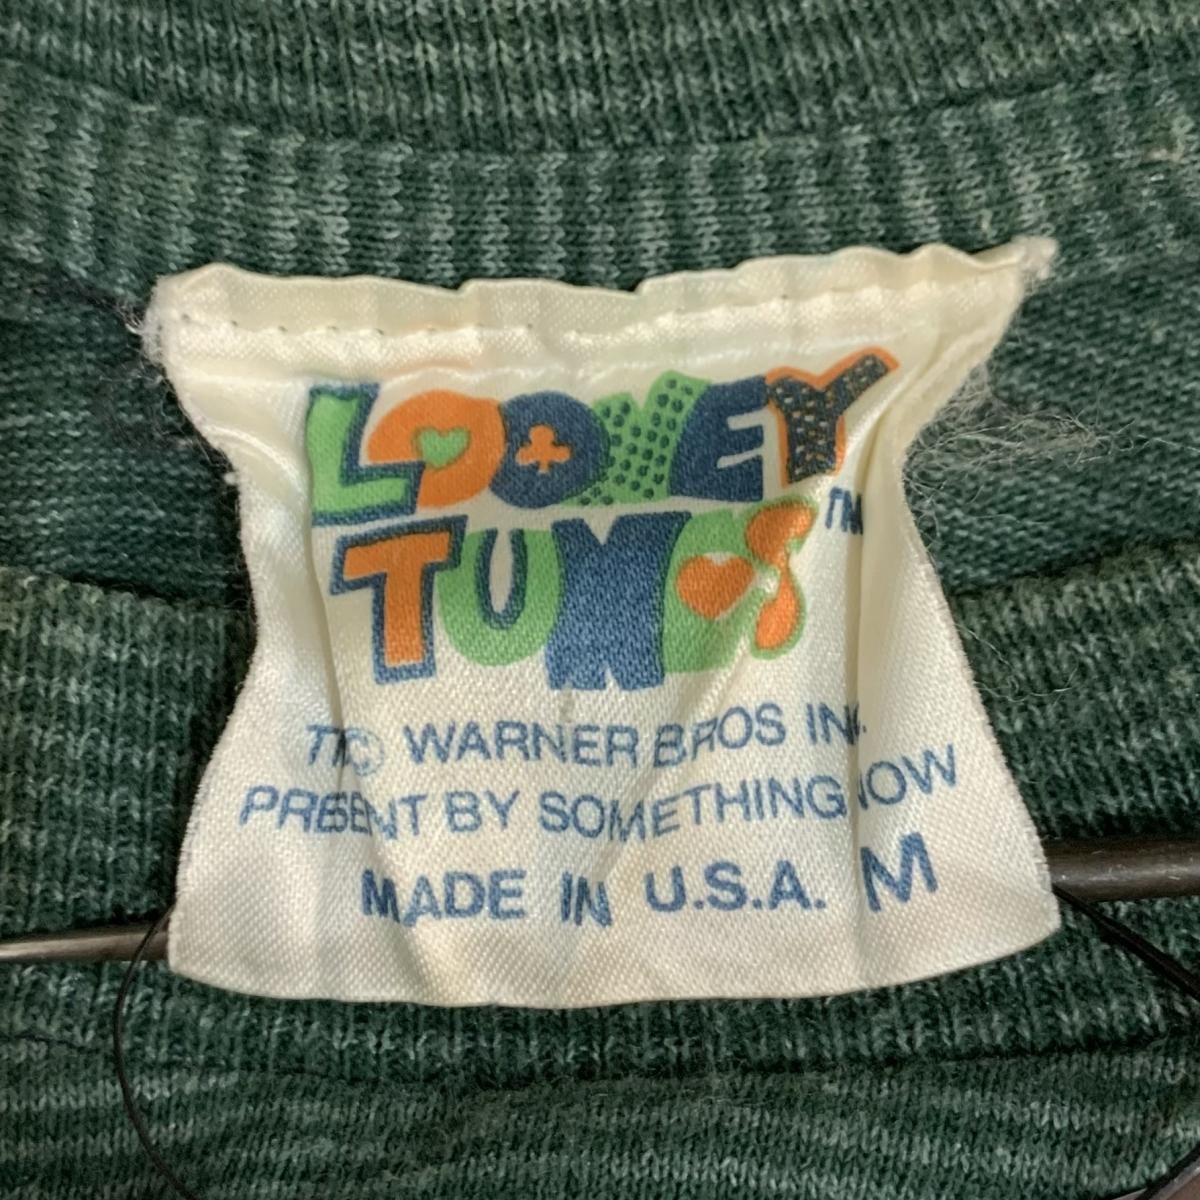 LOONEY
TUNES TM
TM © WARNER BROS INC.
PRESENT BY SOMETHING NOW
MADE IN U.S.A. M